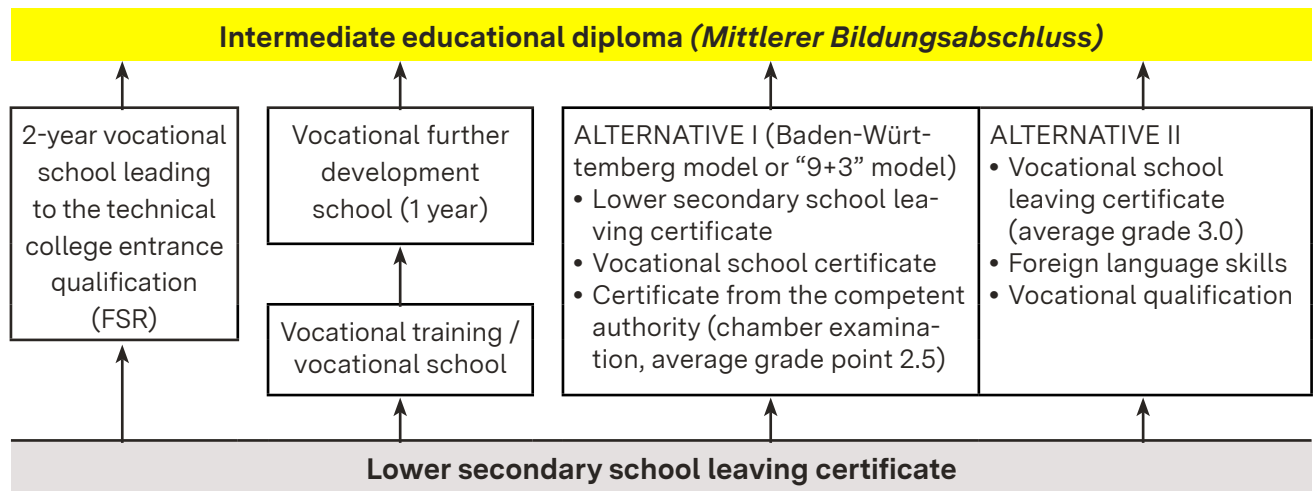 Intermediate educational diploma (Mittlerer Bildungsabschluss)
2-year vocational
school leading
to the technical
college entrance
qualification
(FSR)
Vocational further
development
school (1 year)
Vocational training /
vocational school
ALTERNATIVE I (Baden-Würt-
temberg model or “9+3” model)
• Lower secondary school lea-
ving certificate
• Vocational school certificate
• Certificate from the competent
authority (chamber examina-
tion, average grade point 2.5)
ALTERNATIVE II
• Vocational school
leaving certificate
(average grade 3.0)
• Foreign language skills
• Vocational qualification
Lower secondary school leaving certificate